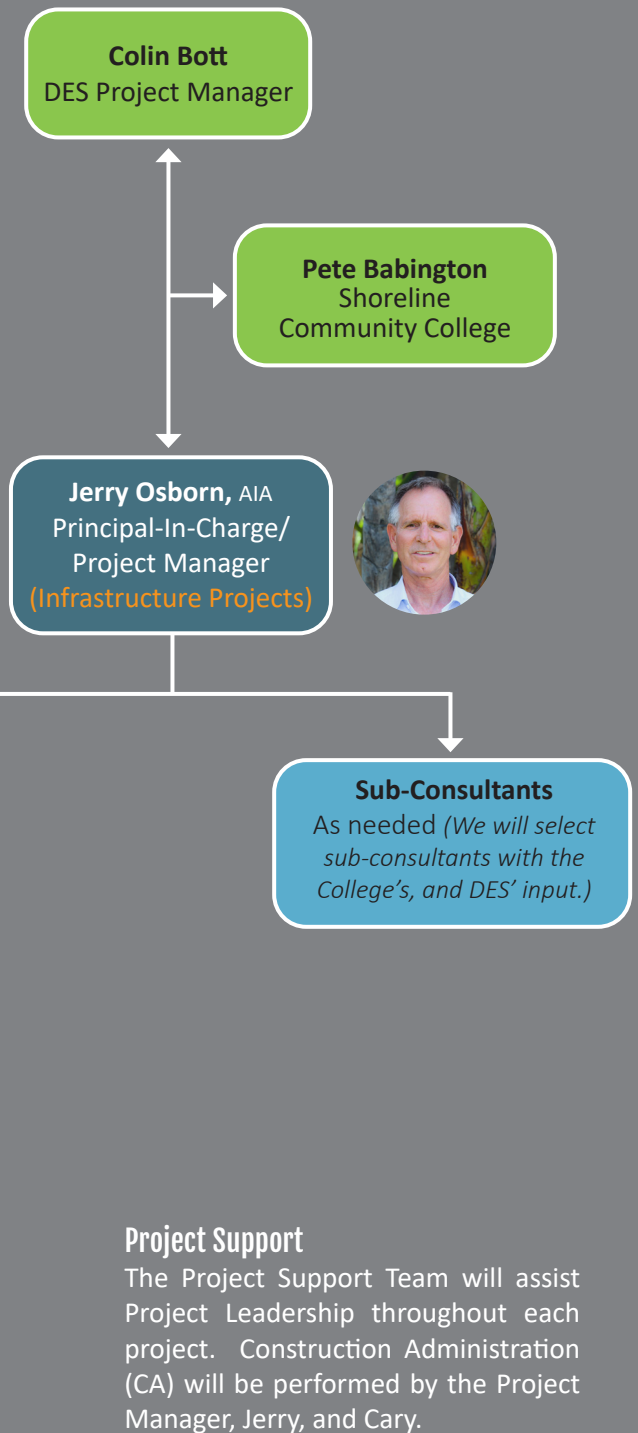 Colin Bott
DES Project Manager
Pete Babington
Shoreline
Community College
Jerry Osborn, AIA
Principal-In-Charge/
Project Manager
(Infrastructure Projects)
Sub-Consultants
As needed (We will select
sub-consultants with the
College’s, and DES’ input.)
Project Support
The Project Support Team will assist
Project Leadership throughout each
project. Construction Administration
(CA) will be performed by the Project
Manager, Jerry, and Cary.